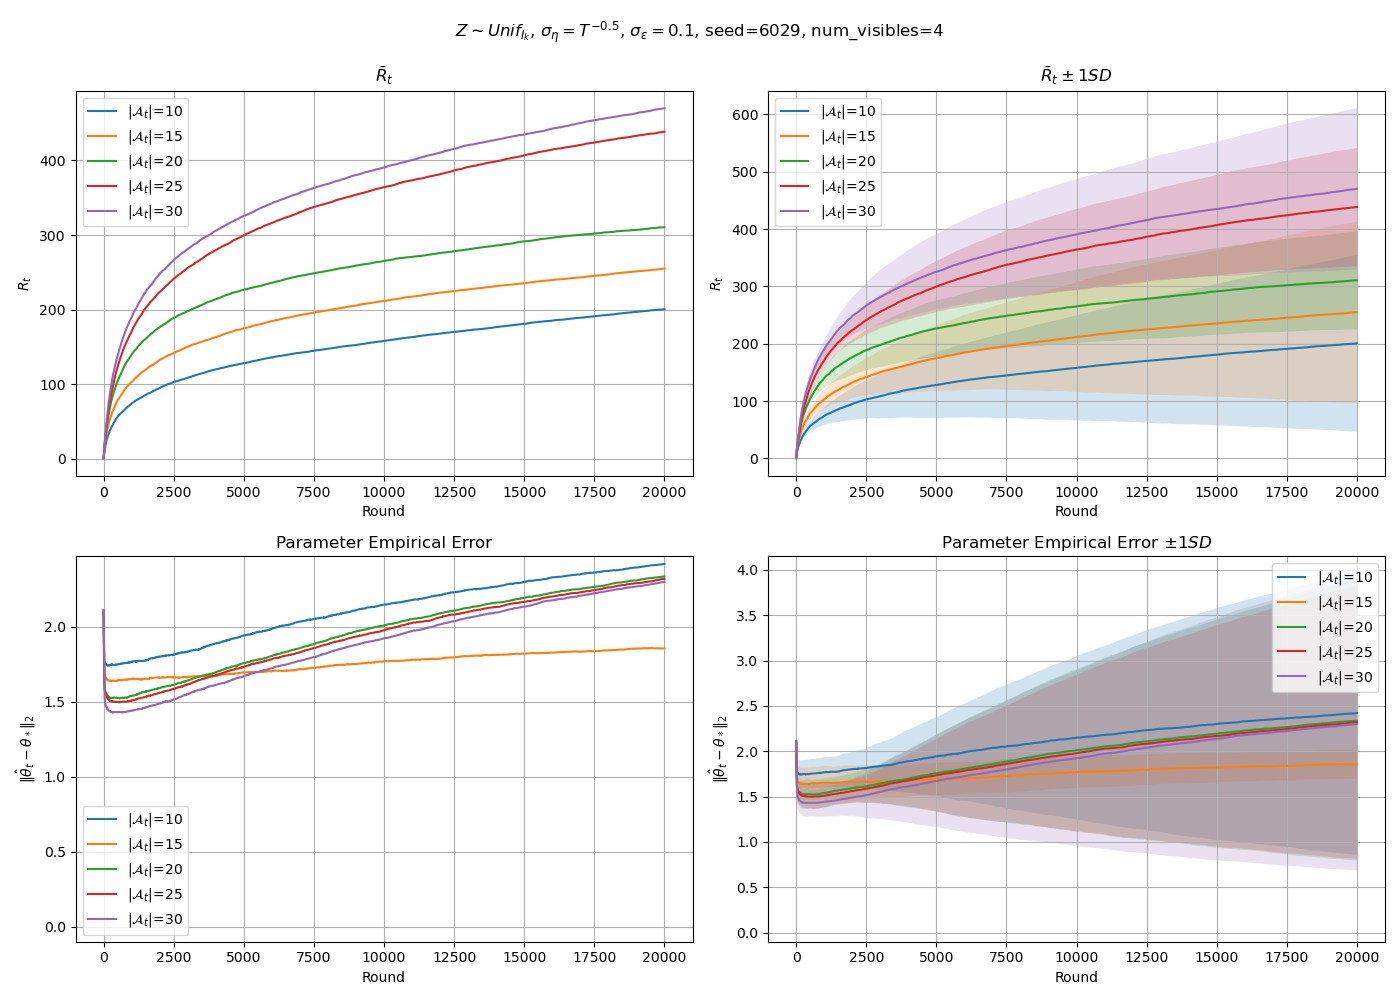 Z ∼ Unif_{I_k}, σ_η = T^{−0.5}, σ_ε = 0.1, seed=6029, num_visibles=4
R̄_t
R_t
400
300
200
100
0
|𝒜_t|=10
|𝒜_t|=15
|𝒜_t|=20
|𝒜_t|=25
|𝒜_t|=30
0 2500 5000 7500 10000 12500 15000 17500 20000
Round
R̄_t ± 1SD
R_t
600
500
400
300
200
100
0
|𝒜_t|=10
|𝒜_t|=15
|𝒜_t|=20
|𝒜_t|=25
|𝒜_t|=30
0 2500 5000 7500 10000 12500 15000 17500 20000
Round
Parameter Empirical Error
‖θ̂_t − θ_*‖_2
2.0
1.5
1.0
0.5
0.0
|𝒜_t|=10
|𝒜_t|=15
|𝒜_t|=20
|𝒜_t|=25
|𝒜_t|=30
0 2500 5000 7500 10000 12500 15000 17500 20000
Round
Parameter Empirical Error ±1SD
‖θ̂_t − θ_*‖_2
4.0
3.5
3.0
2.5
2.0
1.5
1.0
0.5
0.0
|𝒜_t|=10
|𝒜_t|=15
|𝒜_t|=20
|𝒜_t|=25
|𝒜_t|=30
0 2500 5000 7500 10000 12500 15000 17500 20000
Round